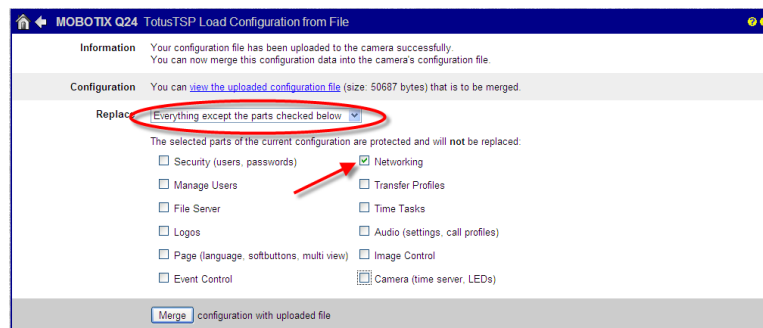 MOBOTIX Q24 TotusTSP Load Configuration from File
Information Your configuration file has been uploaded to the camera successfully.
You can now merge this configuration data into the camera's configuration file.
Configuration You can view the uploaded configuration file (size: 50687 bytes) that is to be merged.
Replace Everything except the parts checked below
The selected parts of the current configuration are protected and will not be replaced:
Security (users, passwords) Networking
Manage Users Transfer Profiles
File Server Time Tasks
Logos Audio (settings, call profiles)
Page (language, softbuttons, multi view) Image Control
Event Control Camera (time server, LEDs)
Merge configuration with uploaded file